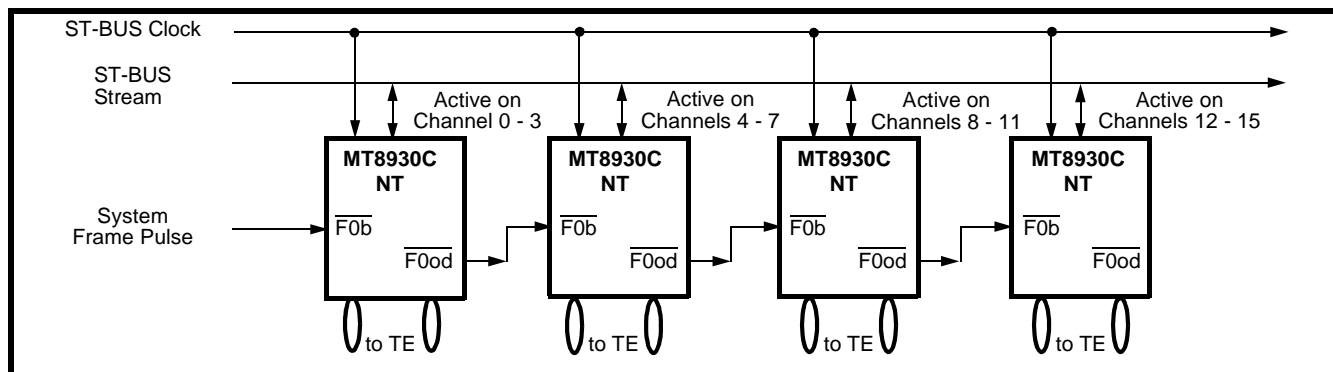 ST-BUS Clock
ST-BUS
Stream
Active on
Channel 0 - 3
Active on
Channels 4 - 7
Active on
Channels 8 - 11
Active on
Channels 12 - 15
System
Frame Pulse
MT8930C
NT
F0b
F0od
to TE
MT8930C
NT
F0b
F0od
to TE
MT8930C
NT
F0b
F0od
to TE
MT8930C
NT
F0b
F0od
to TE